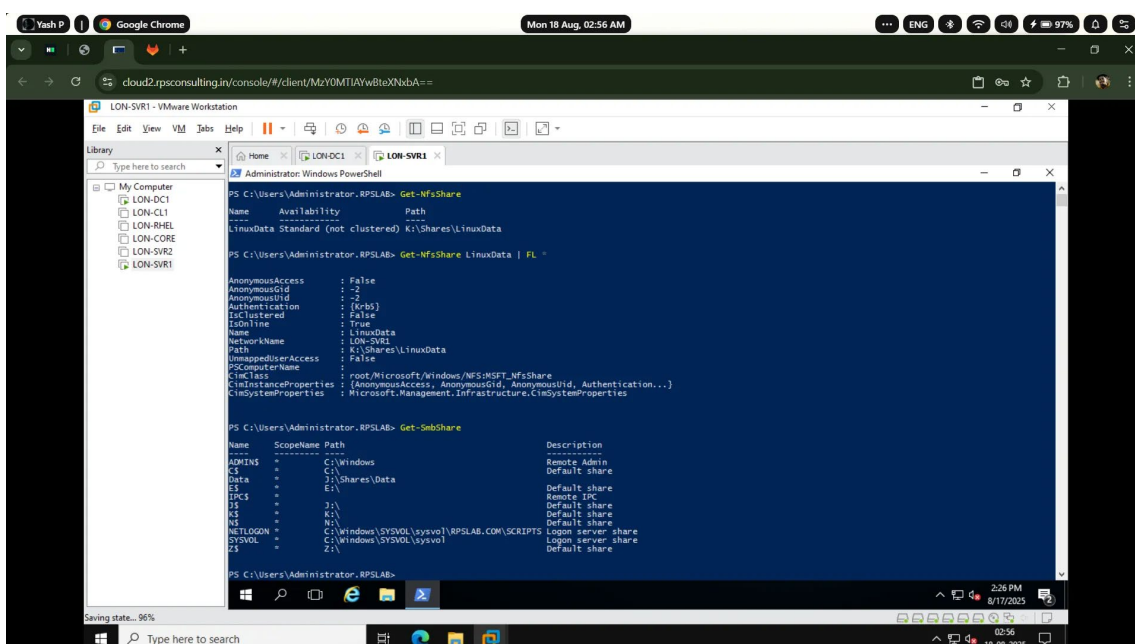 Yash P
Google Chrome
Mon 18 Aug, 02:56 AM
ENG
97%
cloud2.rpsconsulting.in/console/#/client/MzY0MTIAYwBteXNxbA==
LON-SVR1 - VMware Workstation
File Edit View VM Tabs Help
Library
Type here to search
My Computer
LON-DC1
LON-CL1
LON-RHEL
LON-CORE
LON-SVR2
LON-SVR1
Home LON-DC1 LON-SVR1
Administrator: Windows PowerShell
PS C:\Users\Administrator.RPSLAB> Get-NfsShare
Name Availability Path
---- ------------ ----
LinuxData Standard (not clustered) K:\Shares\LinuxData
PS C:\Users\Administrator.RPSLAB> Get-NfsShare LinuxData | FL *
AnonymousAccess : False
AnonymousGid : -2
AnonymousUid : -2
Authentication : {Krb5}
IsClustered : False
IsOnline : True
Name : LinuxData
NetworkName : LON-SVR1
Path : K:\Shares\LinuxData
UnmappedUserAccess : False
PSComputerName :
CimClass : root/Microsoft/Windows/NFS:MSFT_NfsShare
CimInstanceProperties : {AnonymousAccess, AnonymousGid, AnonymousUid, Authentication...}
CimSystemProperties : Microsoft.Management.Infrastructure.CimSystemProperties
PS C:\Users\Administrator.RPSLAB> Get-SmbShare
Name ScopeName Path Description
---- --------- ---- -----------
ADMIN$ * C:\Windows Remote Admin
C$ * C:\ Default share
Data * J:\Shares\Data
E$ * E:\ Default share
IPC$ * Remote IPC
J$ * J:\ Default share
K$ * K:\ Default share
N$ * N:\ Default share
NETLOGON * C:\Windows\SYSVOL\sysvol\RPSLAB.COM\SCRIPTS Logon server share
SYSVOL * C:\Windows\SYSVOL\sysvol Logon server share
Z$ * Z:\ Default share
PS C:\Users\Administrator.RPSLAB>
2:26 PM
8/17/2025
Saving state... 96%
Type here to search
02:56